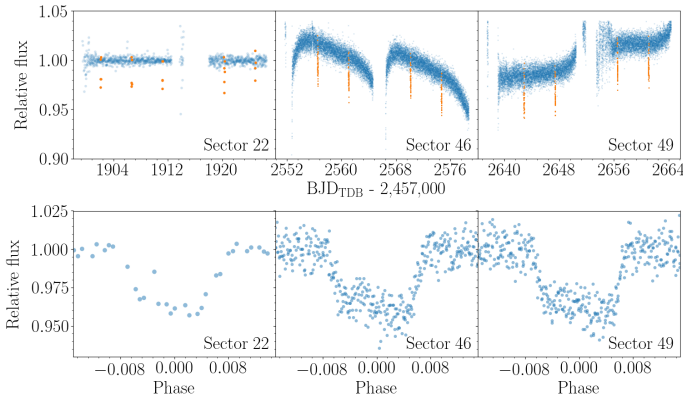 1.05
1.00
0.95
0.90
Relative flux
Sector 22
Sector 46
Sector 49
1904 1912 1920 2552 2560 2568 2576 2640 2648 2656 2664
BJD_TDB - 2,457,000
1.025
1.000
0.975
0.950
Relative flux
Sector 22
Sector 46
Sector 49
−0.008 0.000 0.008 −0.008 0.000 0.008 −0.008 0.000 0.008
Phase Phase Phase